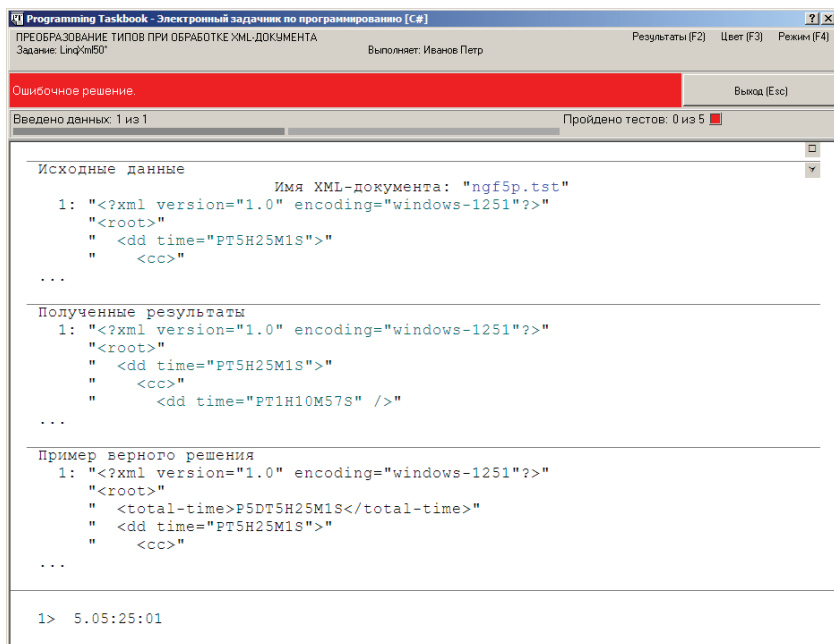 Programming Taskbook - Электронный задачник по программированию [C#]
ПРЕОБРАЗОВАНИЕ ТИПОВ ПРИ ОБРАБОТКЕ XML-ДОКУМЕНТА
Результаты (F2) Цвет (F3) Режим (F4)
Задание: LinqXml50° Выполняет: Иванов Петр
Ошибочное решение.
Выход (Esc)
Введено данных: 1 из 1 Пройдено тестов: 0 из 5
Исходные данные
Имя XML-документа: "ngf5p.tst"
1: "<?xml version="1.0" encoding="windows-1251"?>"
"<root>"
"  <dd time="PT5H25M1S">"
"    <cc>"
...
Полученные результаты
1: "<?xml version="1.0" encoding="windows-1251"?>"
"<root>"
"  <dd time="PT5H25M1S">"
"    <cc>"
"      <dd time="PT1H10M57S" />"
...
Пример верного решения
1: "<?xml version="1.0" encoding="windows-1251"?>"
"<root>"
"  <total-time>P5DT5H25M1S</total-time>"
"  <dd time="PT5H25M1S">"
"    <cc>"
...
1> 5.05:25:01